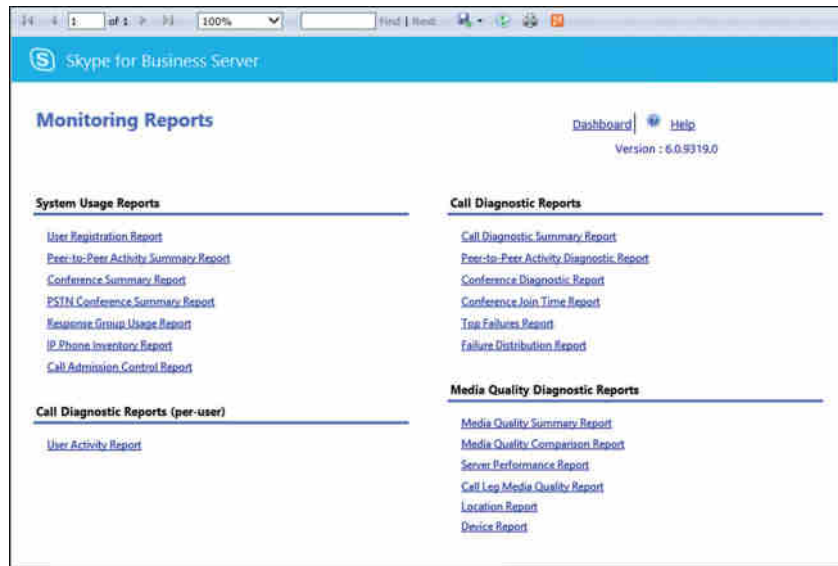 1 of 1 100% Find | Next
Skype for Business Server
Monitoring Reports
Dashboard Help
Version : 6.0.9319.0
System Usage Reports
User Registration Report
Peer-to-Peer Activity Summary Report
Conference Summary Report
PSTN Conference Summary Report
Response Group Usage Report
IP Phone Inventory Report
Call Admission Control Report
Call Diagnostic Reports (per-user)
User Activity Report
Call Diagnostic Reports
Call Diagnostic Summary Report
Peer-to-Peer Activity Diagnostic Report
Conference Diagnostic Report
Conference Join Time Report
Top Failures Report
Failure Distribution Report
Media Quality Diagnostic Reports
Media Quality Summary Report
Media Quality Comparison Report
Server Performance Report
Call Leg Media Quality Report
Location Report
Device Report